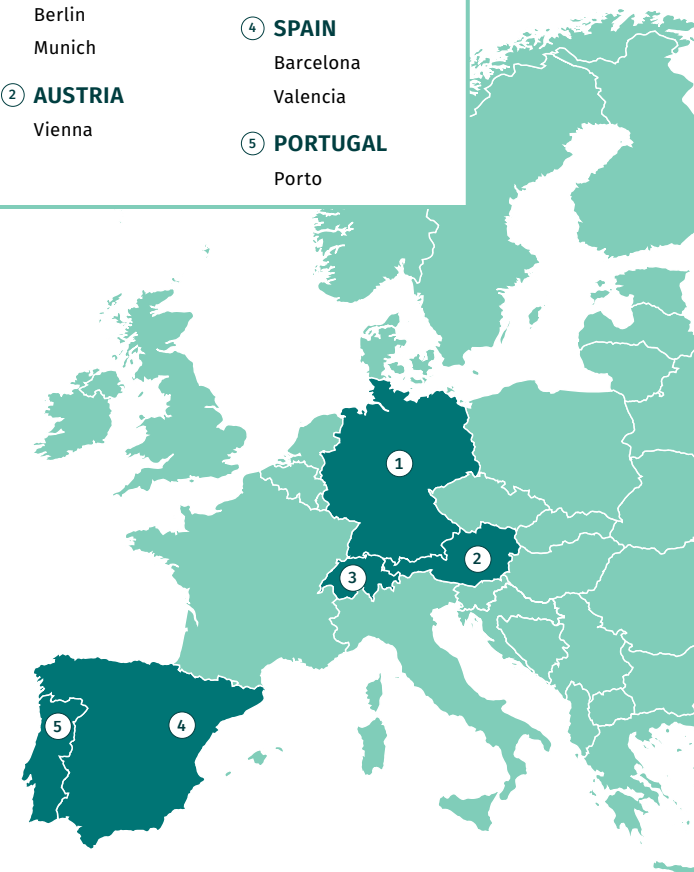 Berlin
Munich
2 AUSTRIA
Vienna
4 SPAIN
Barcelona
Valencia
5 PORTUGAL
Porto
1
2
3
4
5